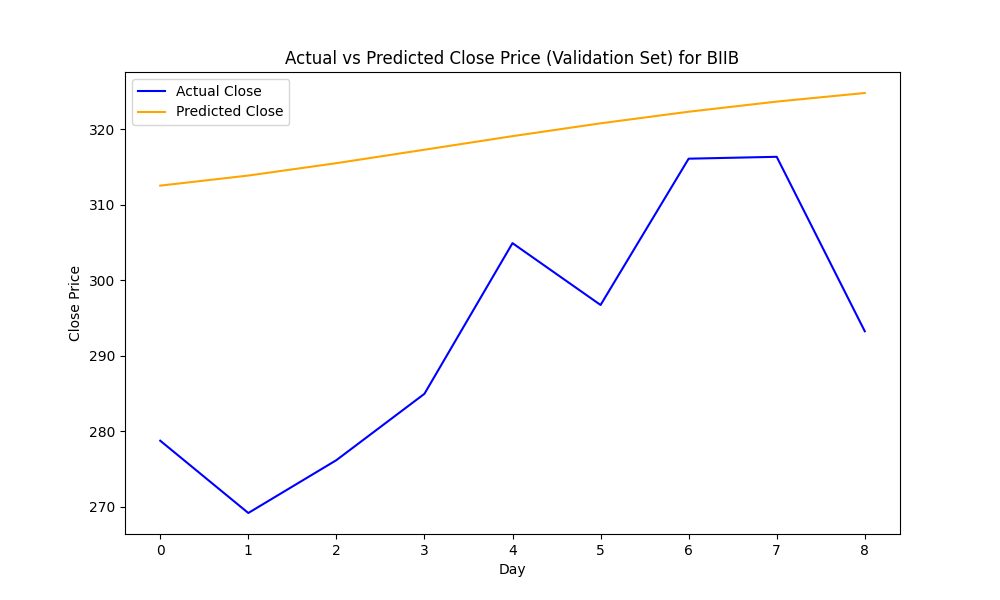 Actual vs Predicted Close Price (Validation Set) for BIIB
Actual Close
Predicted Close
320
310
300
290
280
270
Close Price
0 1 2 3 4 5 6 7 8
Day